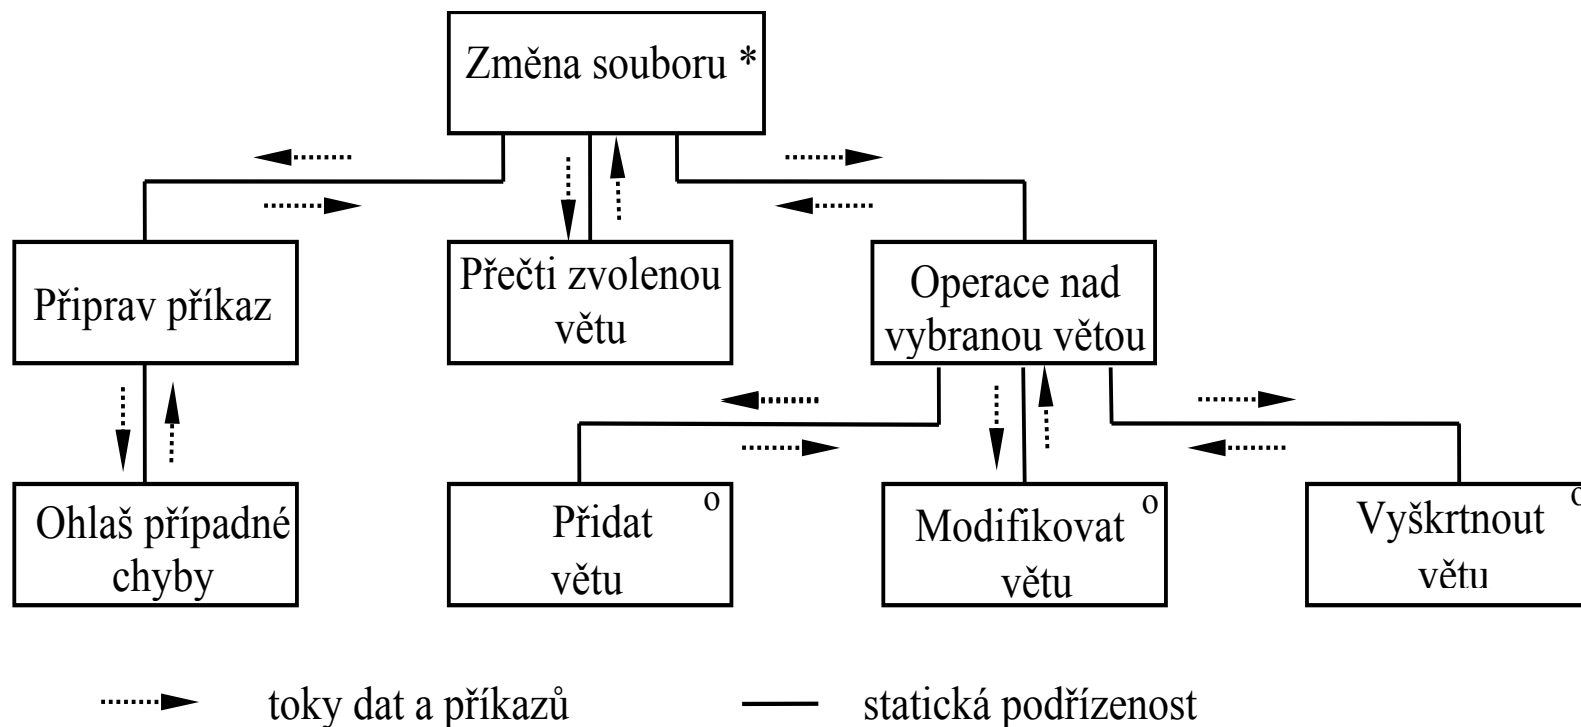 Změna souboru *
Připrav příkaz
Přečti zvolenou
větu
Operace nad
vybranou větou
Ohlaš případné
chyby
Přidat o
větu
Modifikovat o
větu
Vyškrtnout o
větu
toky dat a příkazů
statická podřízenost